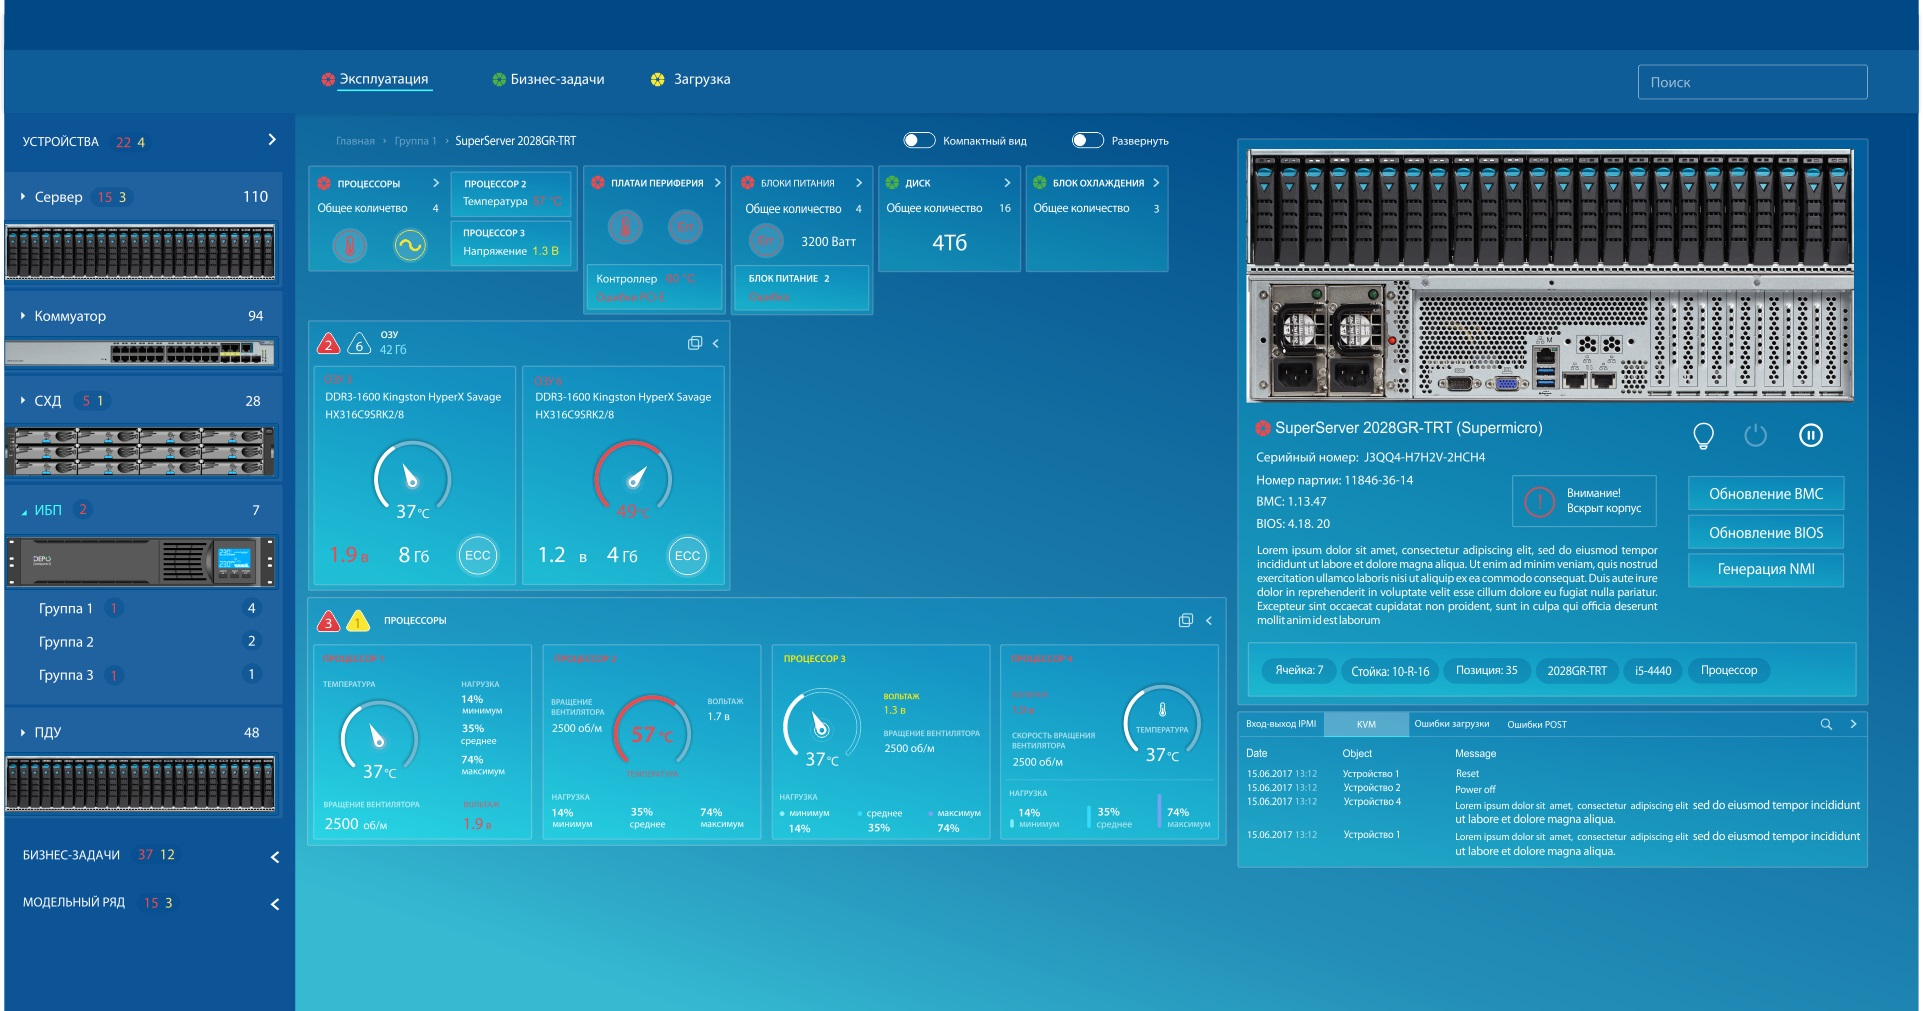 Эксплуатация
Бизнес-задачи
Загрузка
Поиск
УСТРОЙСТВА 22 4
Сервер 15 3 110
Коммуатор 94
СХД 5 1 28
ИБП 2 7
DEPO
Группа 1 1 4
Группа 2 2
Группа 3 1 1
ПДУ 48
БИЗНЕС-ЗАДАЧИ 37 12
МОДЕЛЬНЫЙ РЯД 15 3
Главная › Группа 1 › SuperServer 2028GR-TRT
Компактный вид
Развернуть
ПРОЦЕССОРЫ
Общее количетво 4
ПРОЦЕССОР 2
Температура 57 °C
ПРОЦЕССОР 3
Напряжение 1.3 В
ПЛАТАИ ПЕРИФЕРИЯ
Контроллер 60 °C
Ошибка PCI-E
БЛОКИ ПИТАНИЯ
Общее количество 4
3200 Ватт
БЛОК ПИТАНИЕ 2
Ошибка
ДИСК
Общее количество 16
4Тб
БЛОК ОХЛАЖДЕНИЯ
Общее количество 3
2 6 ОЗУ
42 Гб
DDR3-1600 Kingston HyperX Savage
HX316C9SRK2/8
37°C
1.9 в 8 Гб ECC
ОЗУ 6
DDR3-1600 Kingston HyperX Savage
HX316C9SRK2/8
49°C
1.2 в 4 Гб ECC
3 1 ПРОЦЕССОРЫ
ПРОЦЕССОР 1
ТЕМПЕРАТУРА
37°C
НАГРУЗКА
14%
минимум
35%
среднее
74%
максимум
ВРАЩЕНИЕ ВЕНТИЛЯТОРА
2500 об/м
ВОЛЬТАЖ
1.9 в
ПРОЦЕССОР 2
ВРАЩЕНИЕ
ВЕНТИЛЯТОРА
2500 об/м
57 °C
ТЕМПЕРАТУРА
ВОЛЬТАЖ
1.7 в
НАГРУЗКА
14% 35% 74%
минимум среднее максимум
ПРОЦЕССОР 3
37°C
ВОЛЬТАЖ
1.3 в
ВРАЩЕНИЕ ВЕНТИЛЯТОРА
2500 об/м
НАГРУЗКА
минимум среднее максимум
14% 35% 74%
ПРОЦЕССОР 4
СКОРОСТЬ ВРАЩЕНИЯ
ВЕНТИЛЯТОРА
2500 об/м
ТЕМПЕРАТУРА
37°C
НАГРУЗКА
14% 35% 74%
минимум среднее максимум
SuperServer 2028GR-TRT (Supermicro)
Серийный номер: J3QQ4-H7H2V-2HCH4
Номер партии: 11846-36-14
BMC: 1.13.47
BIOS: 4.18. 20
Внимание!
Вскрыт корпус
Обновление BMC
Обновление BIOS
Генерация NMI
Lorem ipsum dolor sit amet, consectetur adipiscing elit, sed do eiusmod tempor
incididunt ut labore et dolore magna aliqua. Ut enim ad minim veniam, quis nostrud
exercitation ullamco laboris nisi ut aliquip ex ea commodo consequat. Duis aute irure
dolor in reprehenderit in voluptate velit esse cillum dolore eu fugiat nulla pariatur.
Excepteur sint occaecat cupidatat non proident, sunt in culpa qui officia deserunt
mollit anim id est laborum
Ячейка: 7
Стойка: 10-R-16
Позиция: 35
2028GR-TRT
i5-4440
Процессор
Вход-выход IPMI
KVM
Ошибки загрузки
Ошибки POST
Date Object Message
15.06.2017 13:12 Устройство 1 Reset
15.06.2017 13:12 Устройство 2 Power off
15.06.2017 13:12 Устройство 4 Lorem ipsum dolor sit amet, consectetur adipiscing elit sed do eiusmod tempor incididunt
ut labore et dolore magna aliqua.
15.06.2017 13:12 Устройство 1 Lorem ipsum dolor sit amet, consectetur adipiscing elit sed do eiusmod tempor incididunt
ut labore et dolore magna aliqua.